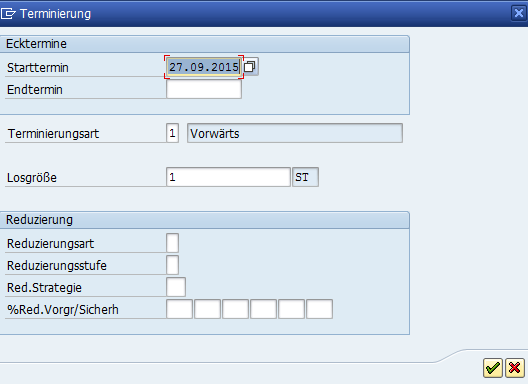 Terminierung
Ecktermine
Starttermin 27.09.2015
Endtermin
Terminierungsart 1 Vorwärts
Losgröße 1 ST
Reduzierung
Reduzierungsart
Reduzierungsstufe
Red.Strategie
%Red.Vorgr/Sicherh